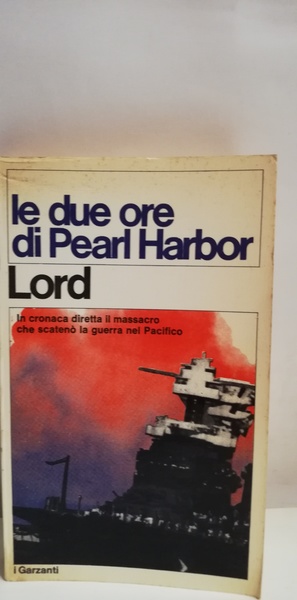 le due ore
di Pearl Harbor
Lord
In cronaca diretta il massacro
che scatenò la guerra nel Pacifico
i Garzanti